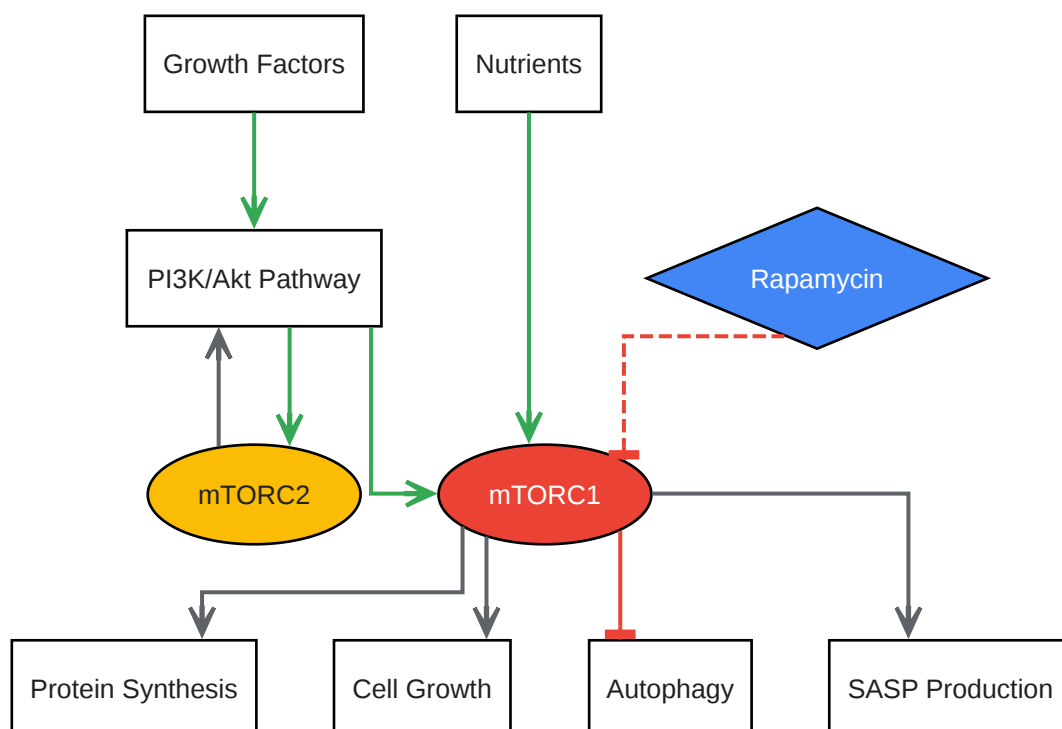 Growth Factors
Nutrients
PI3K/Akt Pathway
Rapamycin
mTORC2
mTORC1
Protein Synthesis
Cell Growth
Autophagy
SASP Production